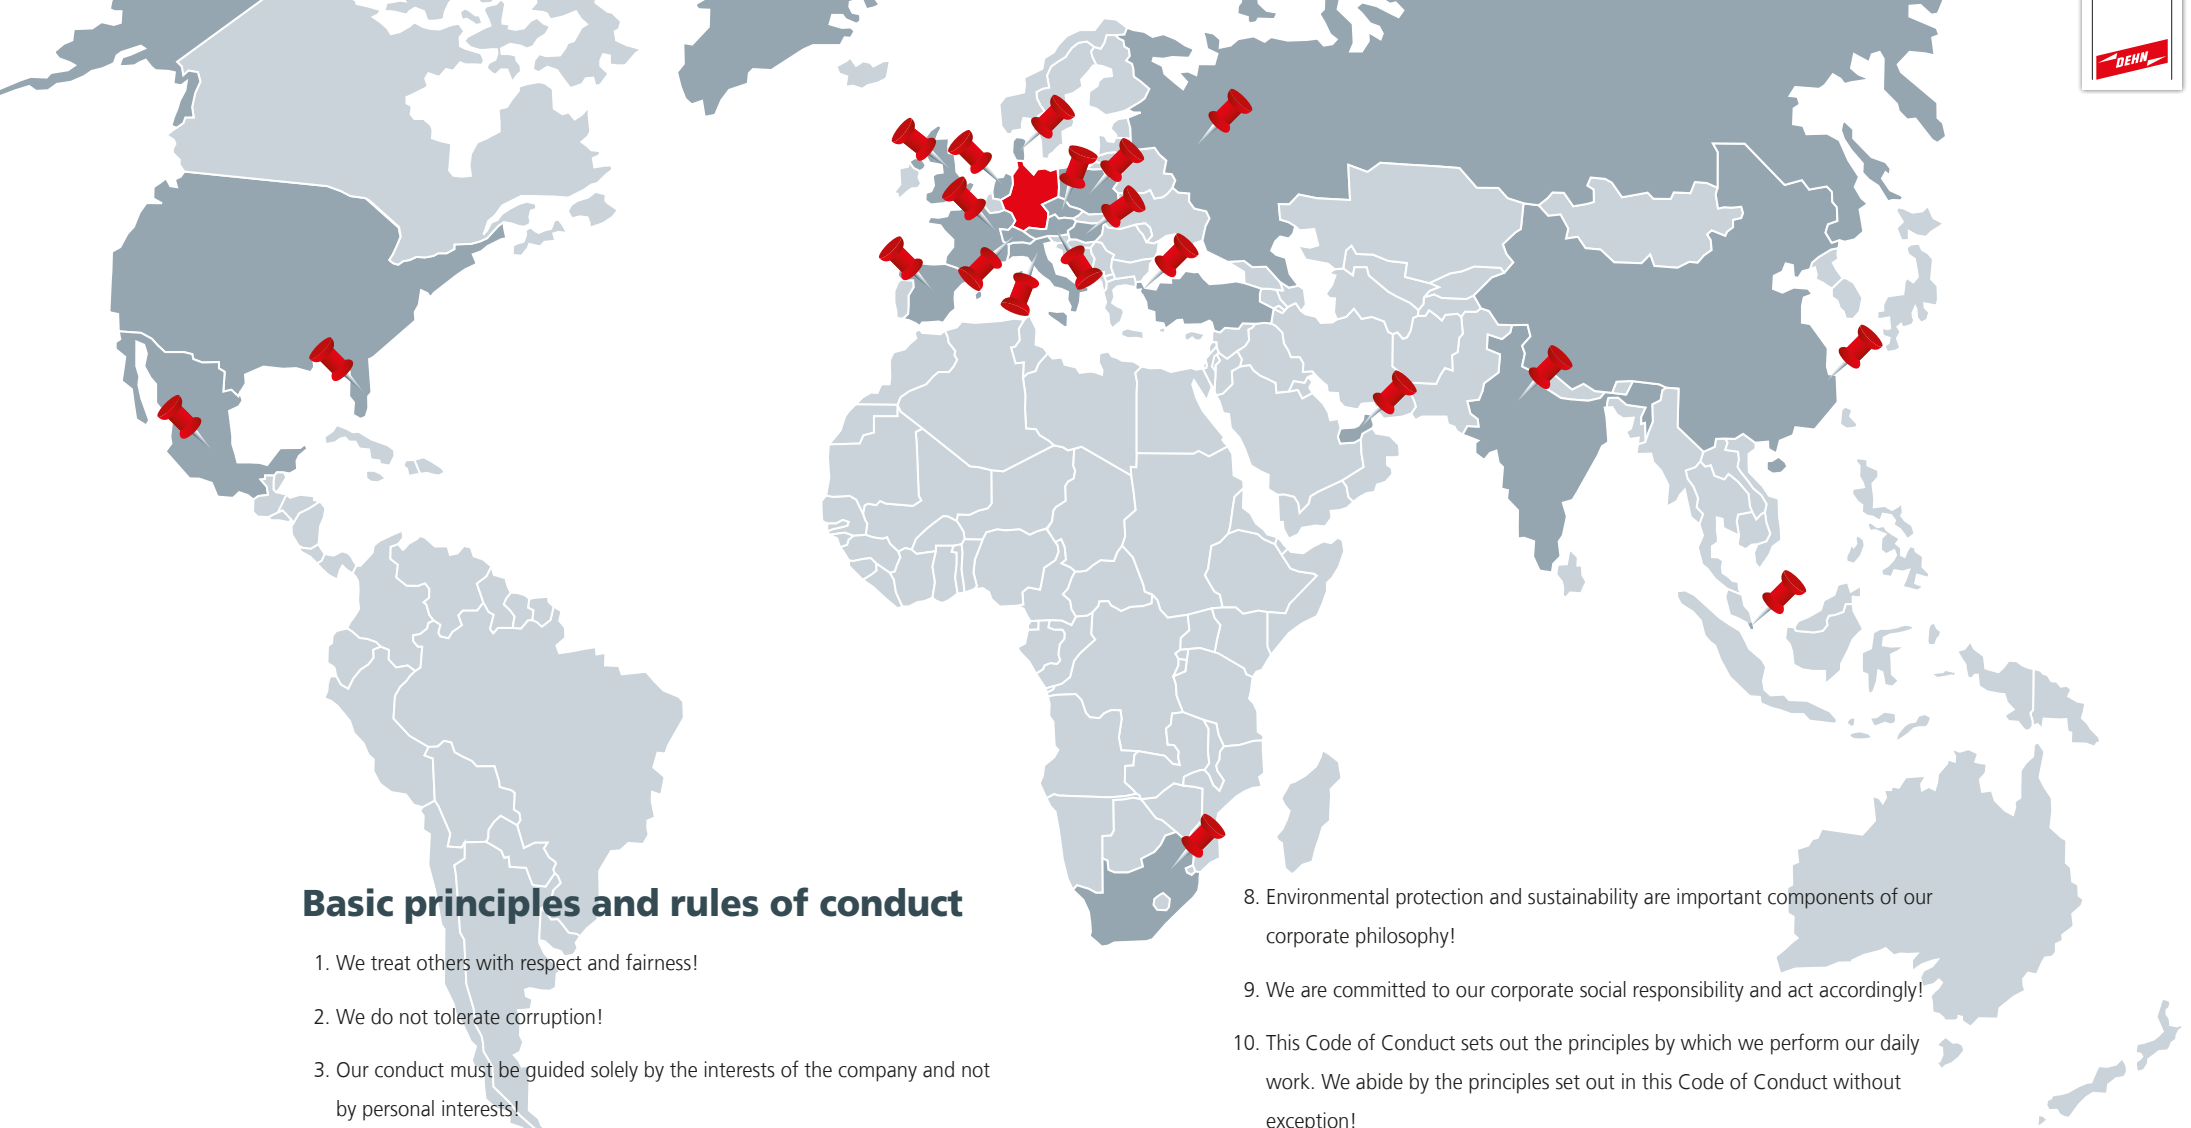 DEHN
Basic principles and rules of conduct
1. We treat others with respect and fairness!
2. We do not tolerate corruption!
3. Our conduct must be guided solely by the interests of the company and not
by personal interests!
8. Environmental protection and sustainability are important components of our
corporate philosophy!
9. We are committed to our corporate social responsibility and act accordingly!
10. This Code of Conduct sets out the principles by which we perform our daily
work. We abide by the principles set out in this Code of Conduct without
exception!